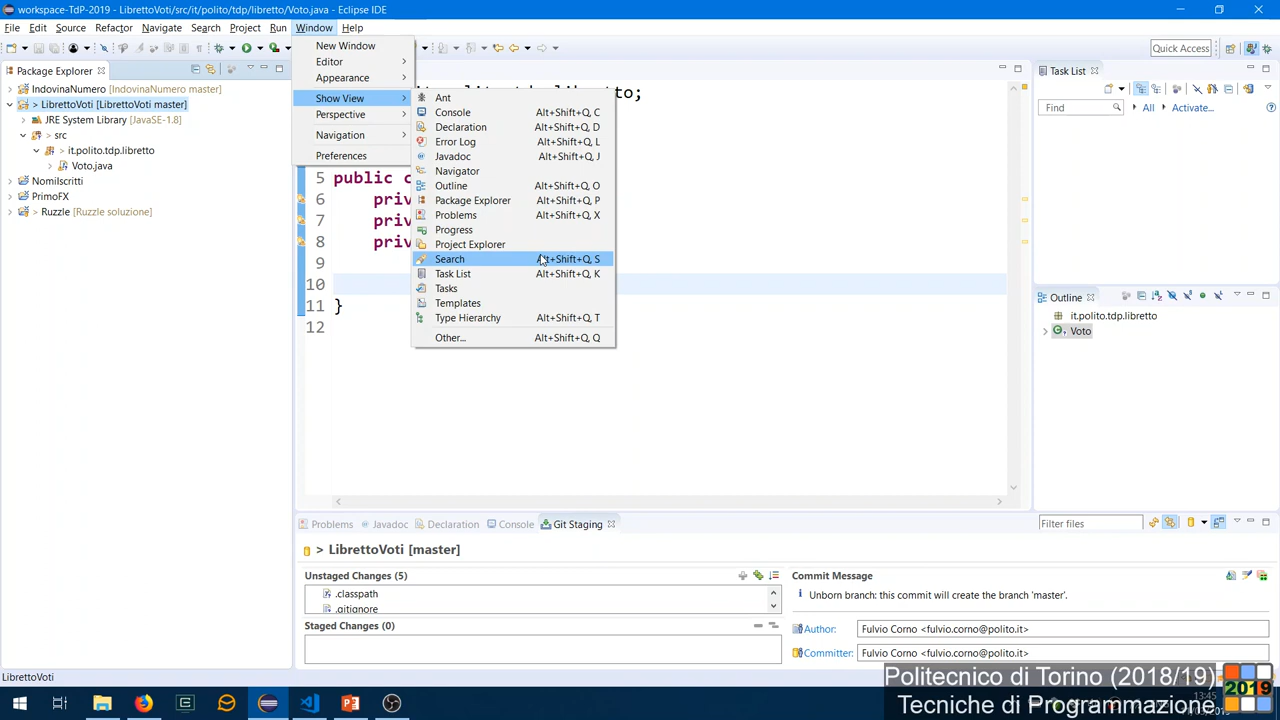 workspace-TdP-2019 - LibrettoVoti/src/it/polito/tdp/libretto/Voto.java - Eclipse IDE
File Edit Source Refactor Navigate Search Project Run Window Help
Quick Access
Package Explorer
IndovinaNumero [IndovinaNumero master]
> LibrettoVoti [LibrettoVoti master]
JRE System Library [JavaSE-1.8]
> src
> it.polito.tdp.libretto
> Voto.java
NomiIscritti
PrimoFX
> Ruzzle [Ruzzle soluzione]
New Window
Editor
Appearance
Show View
Perspective
Navigation
Preferences
Ant
Console Alt+Shift+Q, C
Declaration Alt+Shift+Q, D
Error Log Alt+Shift+Q, L
Javadoc Alt+Shift+Q, J
Navigator
Outline Alt+Shift+Q, O
Package Explorer Alt+Shift+Q, P
Problems Alt+Shift+Q, X
Progress
Project Explorer
Search Alt+Shift+Q, S
Task List Alt+Shift+Q, K
Tasks
Templates
Type Hierarchy Alt+Shift+Q, T
Other... Alt+Shift+Q, Q
5 public c
6 priv
7 priv
8 priv
9
10
11 }
12
Task List
Find All Activate...
Outline
it.polito.tdp.libretto
Voto
Problems Javadoc Declaration Console Git Staging
Filter files
> LibrettoVoti [master]
Unstaged Changes (5)
.classpath
.gitignore
Staged Changes (0)
Commit Message
Unborn branch: this commit will create the branch 'master'.
Author: Fulvio Corno <fulvio.corno@polito.it>
Committer: Fulvio Corno <fulvio.corno@polito.it>
LibrettoVoti
Politecnico di Torino (2018/19)
Tecniche di Programmazione
2019
13:45